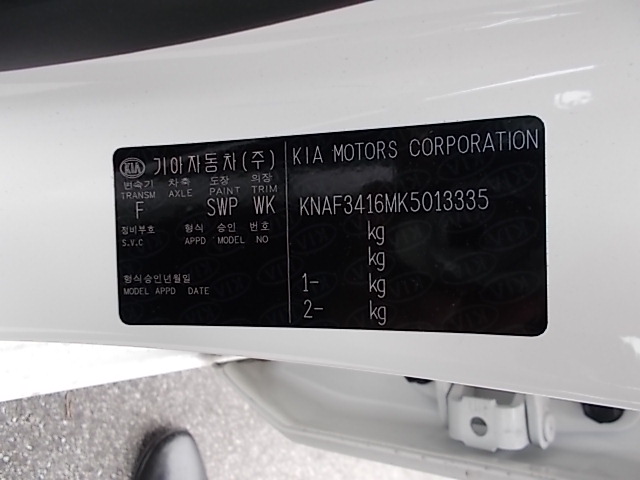 KIA 기아자동차(주)
변속기 차축 도장 의장
TRANSM AXLE PAINT TRIM
F SWP WK
정비부호 형식 승인 번호
S.V.C APPD MODEL NO
형식승인년월일
MODEL APPD DATE
KIA MOTORS CORPORATION
KNAF3416MK5013335
kg
kg
1- kg
2- kg